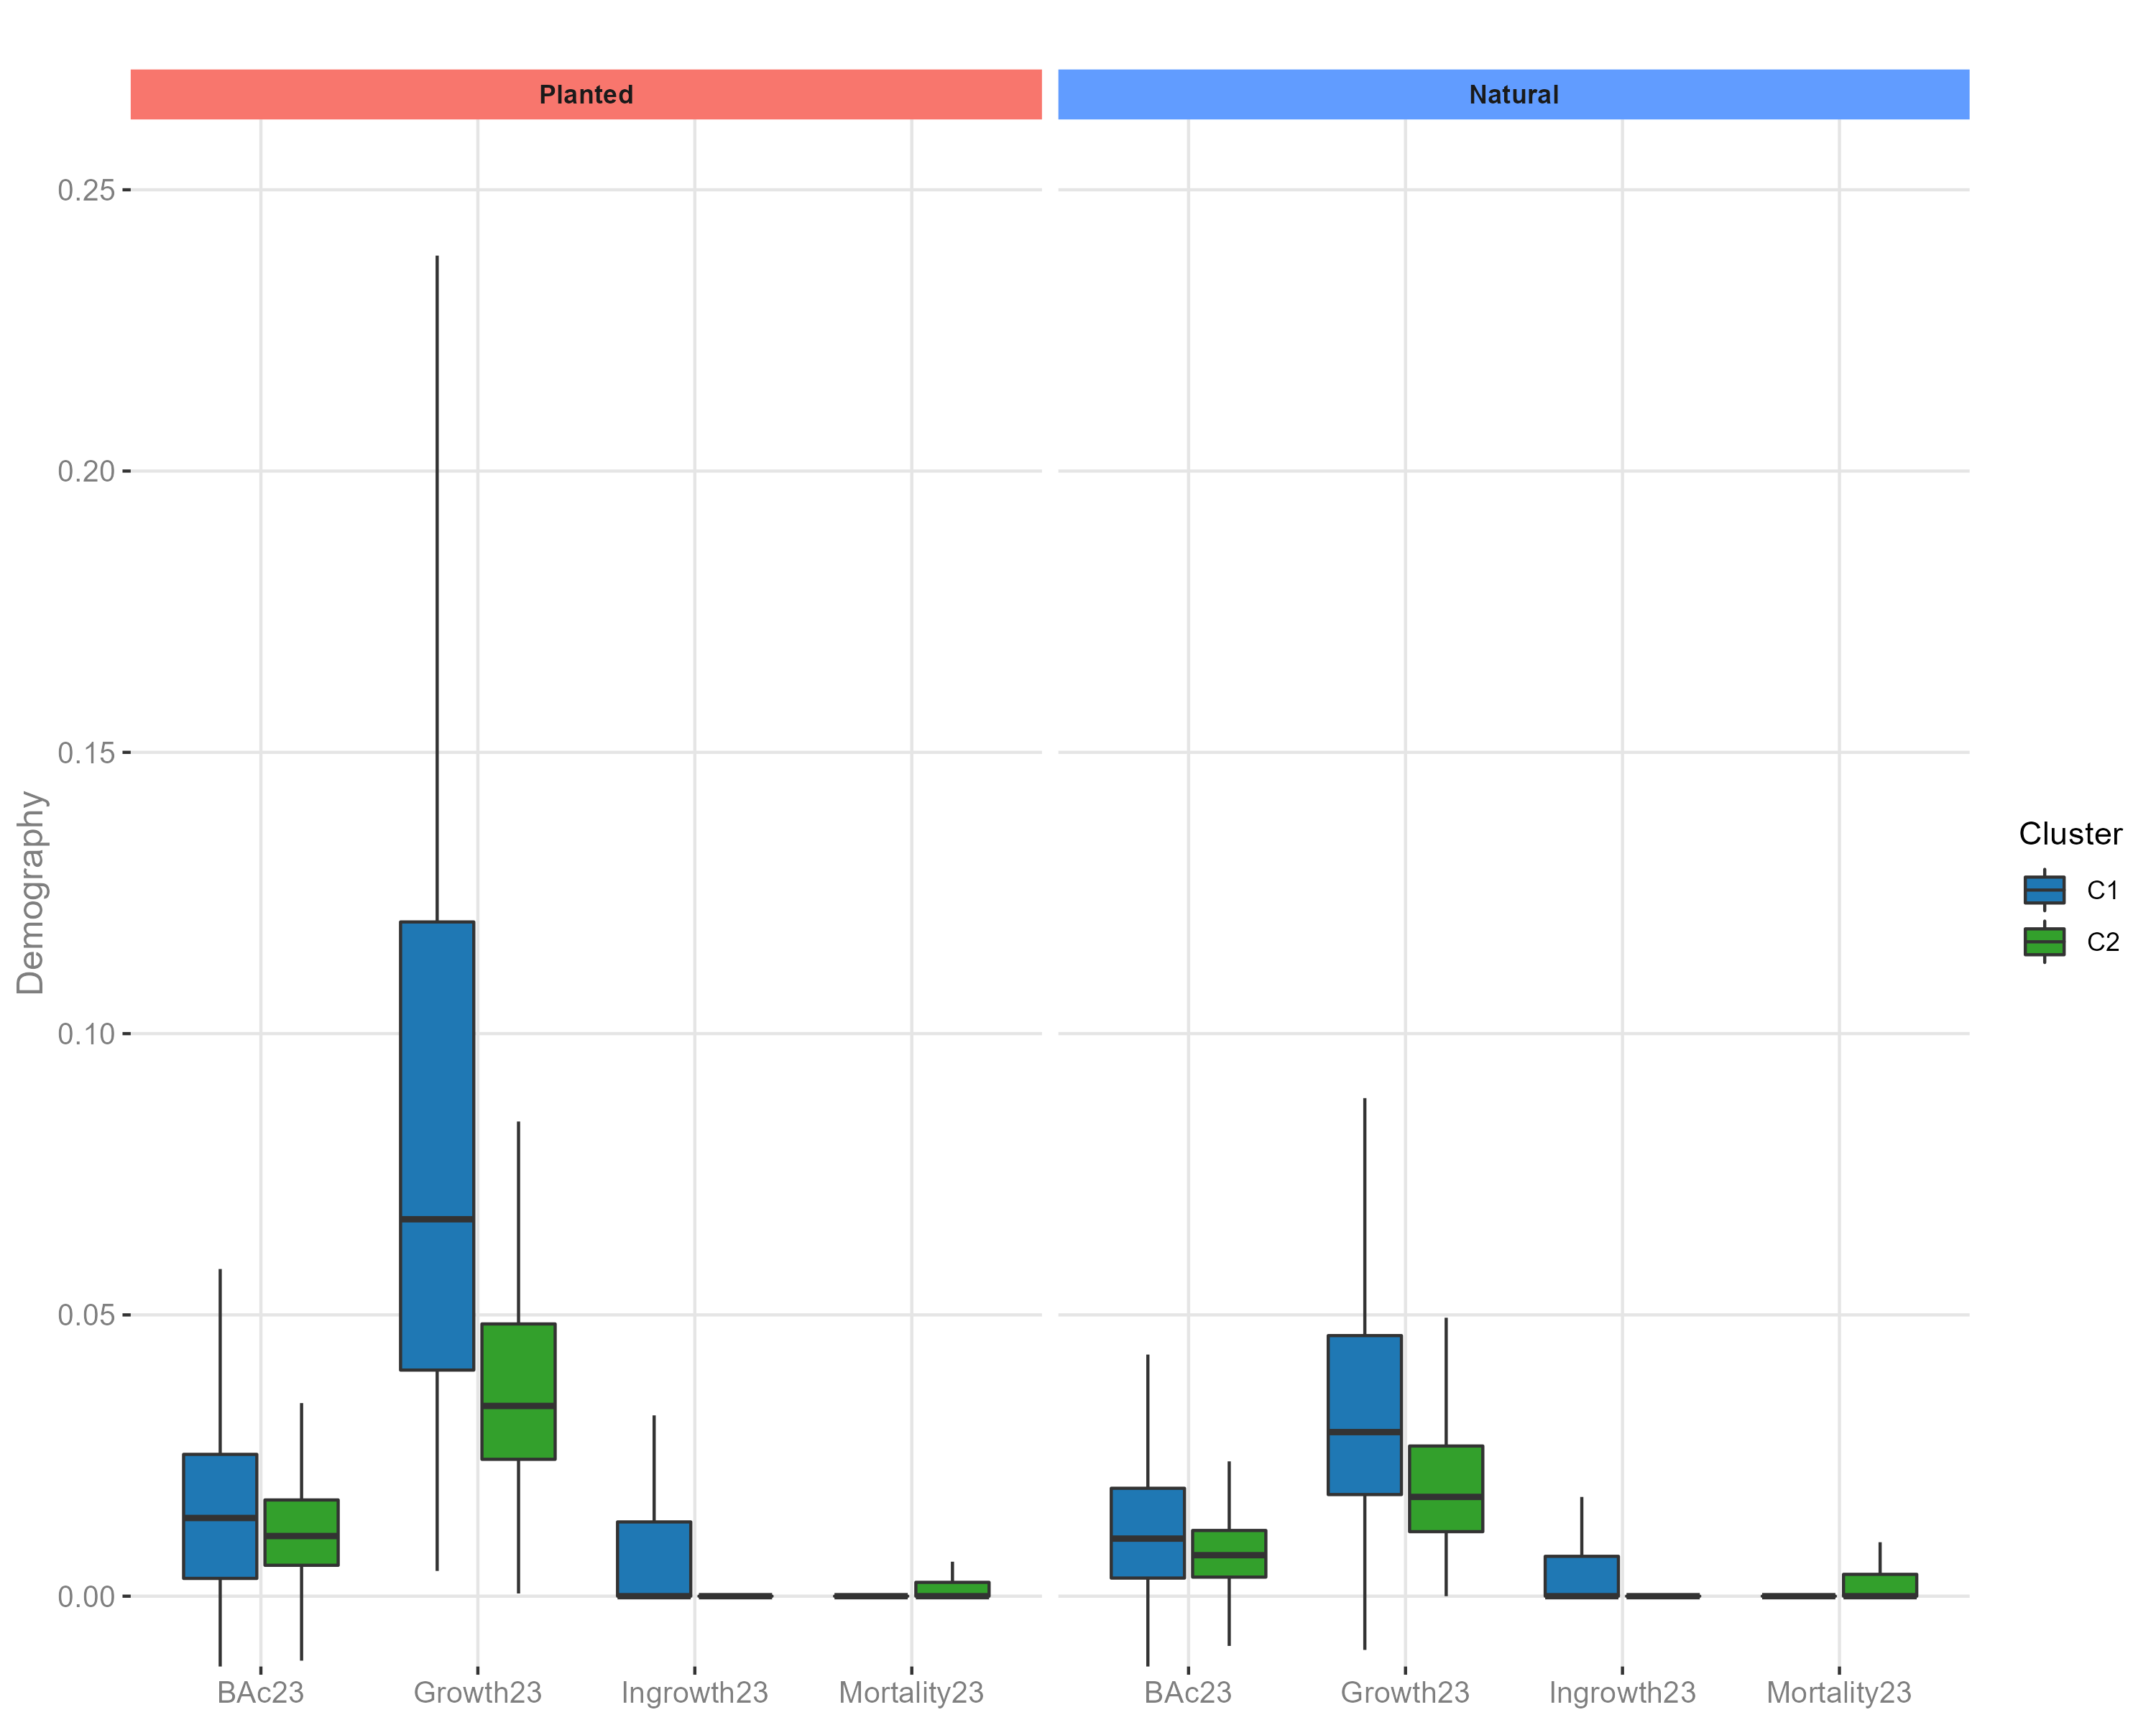 Planted
Natural
0.25
0.20
0.15
0.10
0.05
0.00
Demography
BAc23
Growth23
Ingrowth23
Mortality23
BAc23
Growth23
Ingrowth23
Mortality23
Cluster
C1
C2